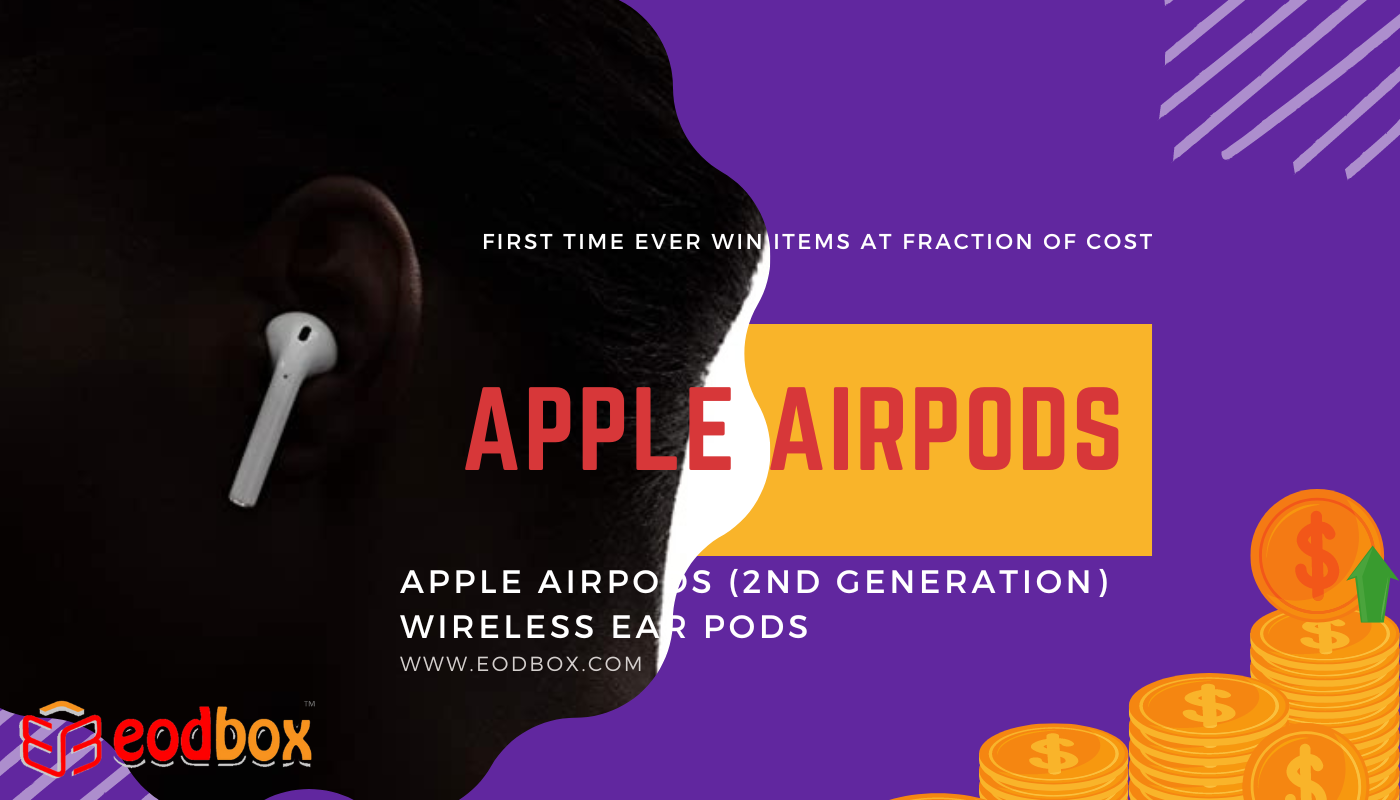 FIRST TIME EVER WIN ITEMS AT FRACTION OF COST
APPLE AIRPODS
APPLE AIRPODS (2ND GENERATION)
WIRELESS EAR PODS
WWW.EODBOX.COM
eodbox™